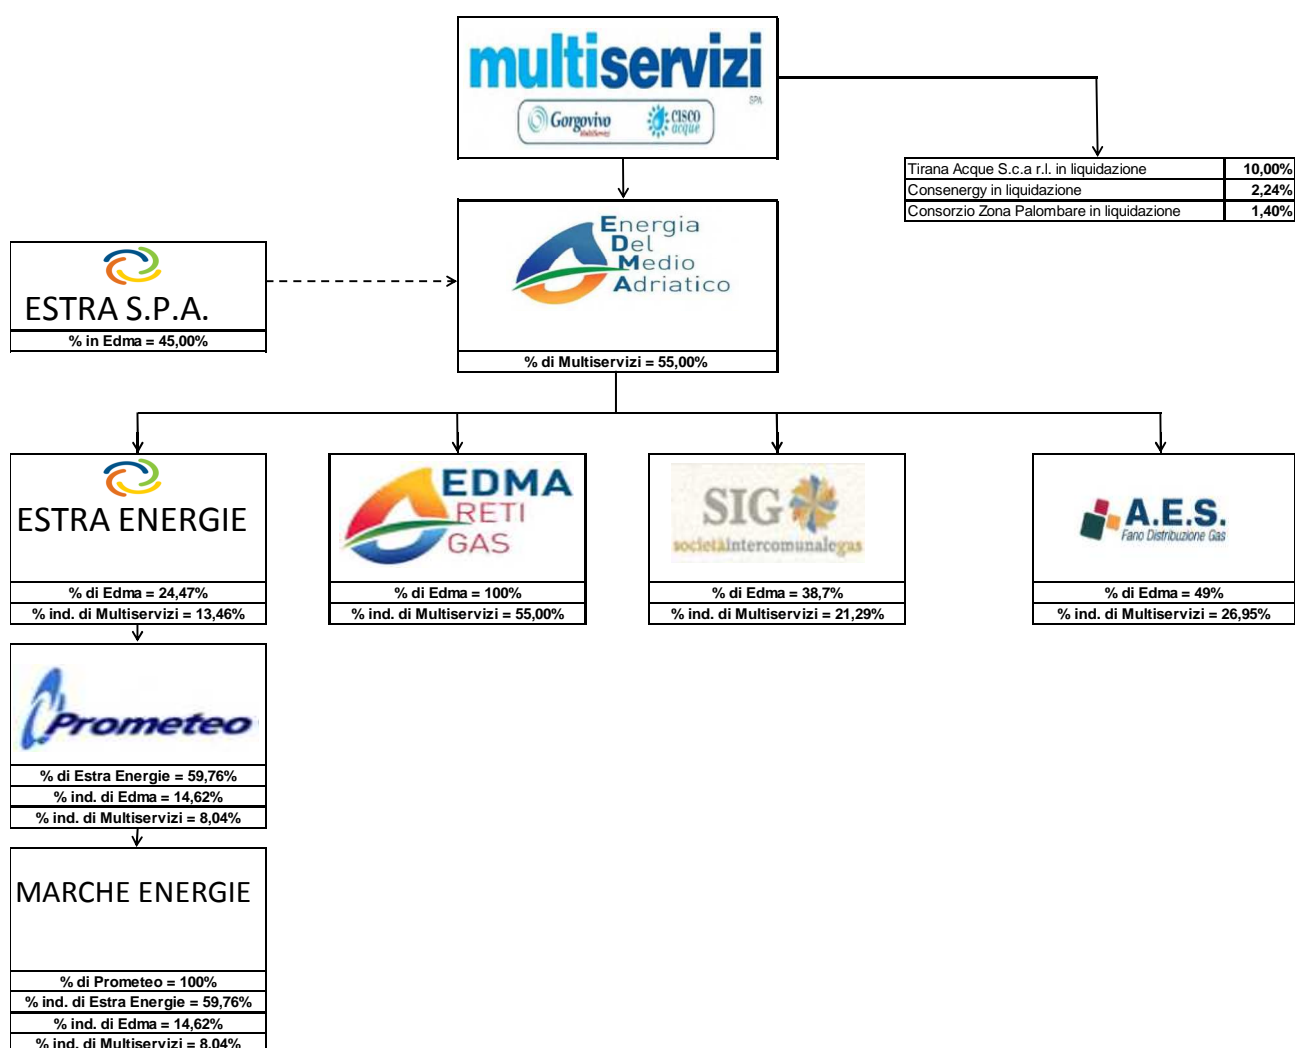 multiservizi
SPA
Gorgovivo
MultiServizi
CISCO
acque
Tirana Acque S.c.a r.l. in liquidazione 10,00%
Consenergy in liquidazione 2,24%
Consorzio Zona Palombare in liquidazione 1,40%
Energia
Del
Medio
Adriatico
% di Multiservizi = 55,00%
ESTRA S.P.A.
% in Edma = 45,00%
ESTRA ENERGIE
% di Edma = 24,47%
% ind. di Multiservizi = 13,46%
EDMA
RETI
GAS
% di Edma = 100%
% ind. di Multiservizi = 55,00%
SIG
societàintercomunalegas
% di Edma = 38,7%
% ind. di Multiservizi = 21,29%
A.E.S.
Fano Distribuzione Gas
% di Edma = 49%
% ind. di Multiservizi = 26,95%
Prometeo
% di Estra Energie = 59,76%
% ind. di Edma = 14,62%
% ind. di Multiservizi = 8,04%
MARCHE ENERGIE
% di Prometeo = 100%
% ind. di Estra Energie = 59,76%
% ind. di Edma = 14,62%
% ind. di Multiservizi = 8,04%